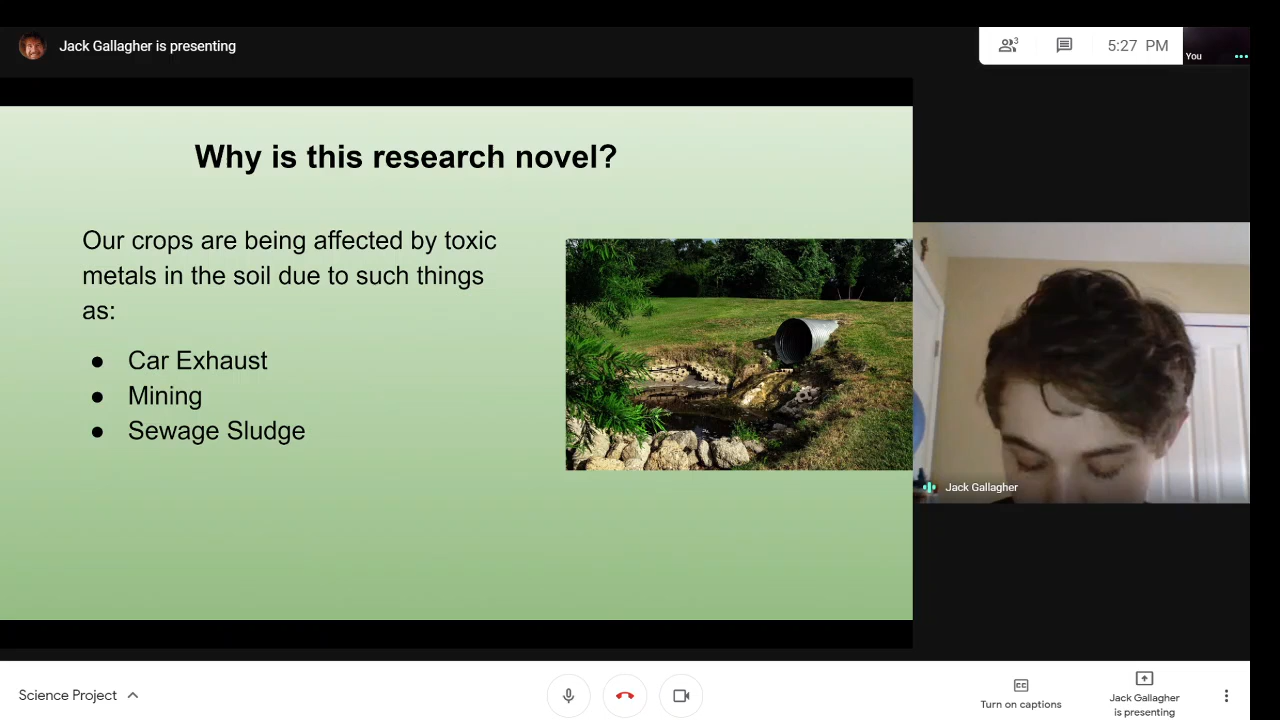 Jack Gallagher is presenting
3
5:27 PM
You
Why is this research novel?
Our crops are being affected by toxic
metals in the soil due to such things
as:
● Car Exhaust
● Mining
● Sewage Sludge
Jack Gallagher
Science Project
CC
Turn on captions
Jack Gallagher
is presenting